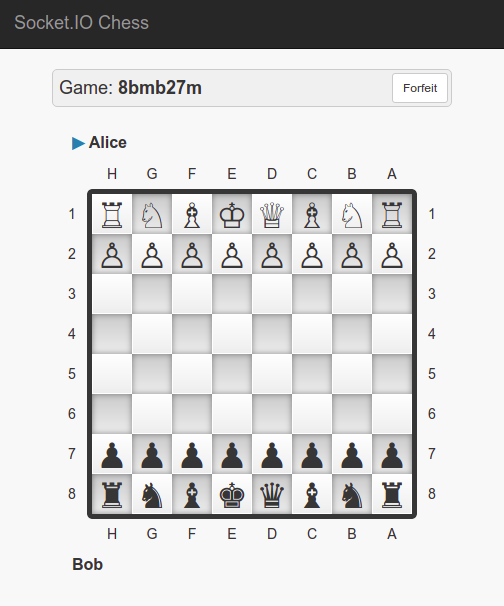 Socket.IO Chess
Game: 8bmb27m Forfeit
▶ Alice
H G F E D C B A
1 1
2 2
3 3
4 4
5 5
6 6
7 7
8 8
H G F E D C B A
Bob